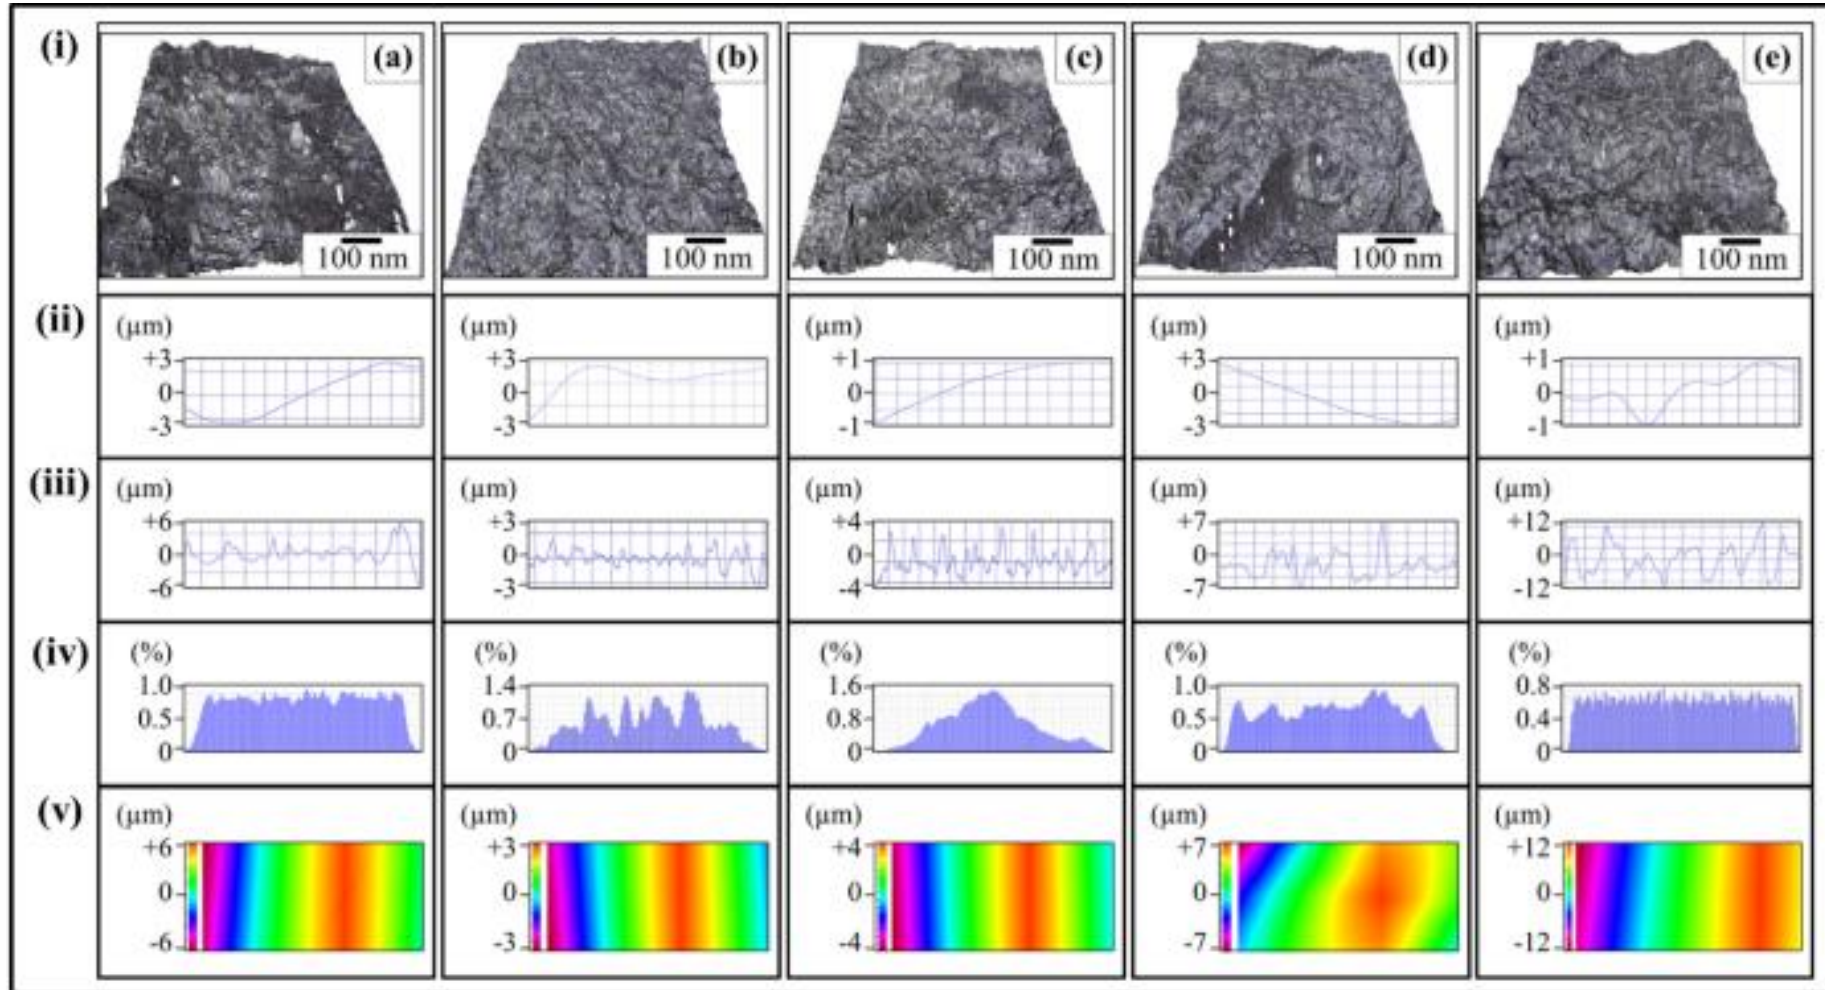 (i) (a) (b) (c) (d) (e)
100 nm 100 nm 100 nm 100 nm 100 nm
(ii) (μm) (μm) (μm) (μm) (μm)
+3 +3 +1 +3 +1
0 0 0 0 0
-3 -3 -1 -3 -1
(iii) (μm) (μm) (μm) (μm) (μm)
+6 +3 +4 +7 +12
0 0 0 0 0
-6 -3 -4 -7 -12
(iv) (%) (%) (%) (%) (%)
1.0 1.4 1.6 1.0 0.8
0.5 0.7 0.8 0.5 0.4
0 0 0 0 0
(v) (μm) (μm) (μm) (μm) (μm)
+6 +3 +4 +7 +12
0 0 0 0 0
-6 -3 -4 -7 -12